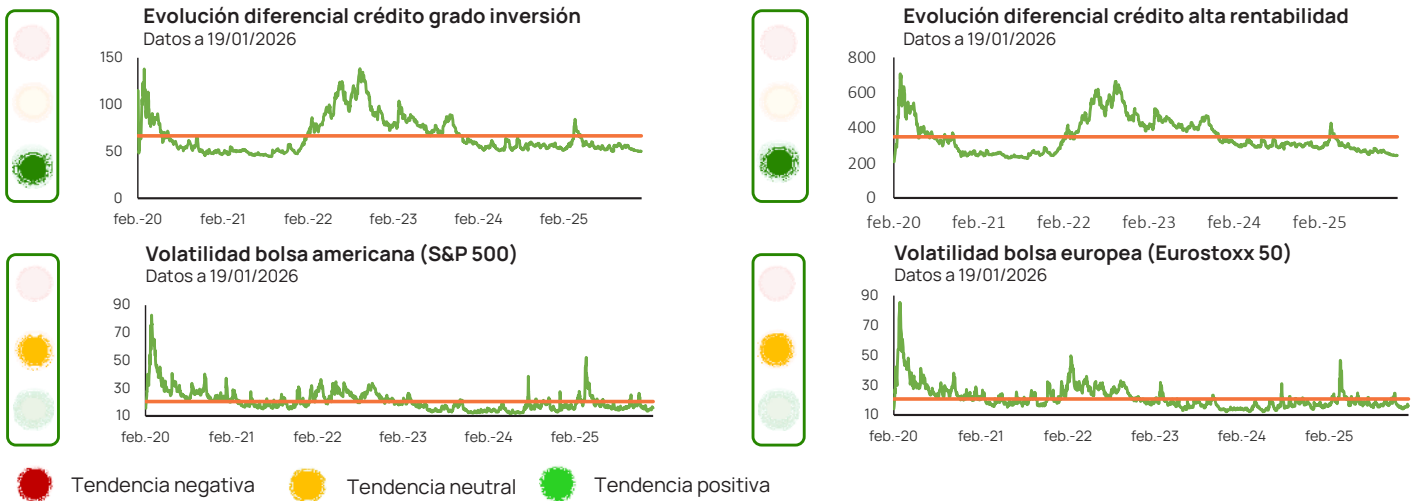 Evolución diferencial crédito grado inversión
Datos a 19/01/2026
150
100
50
0
feb.-20 feb.-21 feb.-22 feb.-23 feb.-24 feb.-25
Evolución diferencial crédito alta rentabilidad
Datos a 19/01/2026
800
600
400
200
0
feb.-20 feb.-21 feb.-22 feb.-23 feb.-24 feb.-25
Volatilidad bolsa americana (S&P 500)
Datos a 19/01/2026
90
70
50
30
10
feb.-20 feb.-21 feb.-22 feb.-23 feb.-24 feb.-25
Volatilidad bolsa europea (Eurostoxx 50)
Datos a 19/01/2026
90
70
50
30
10
feb.-20 feb.-21 feb.-22 feb.-23 feb.-24 feb.-25
Tendencia negativa Tendencia neutral Tendencia positiva